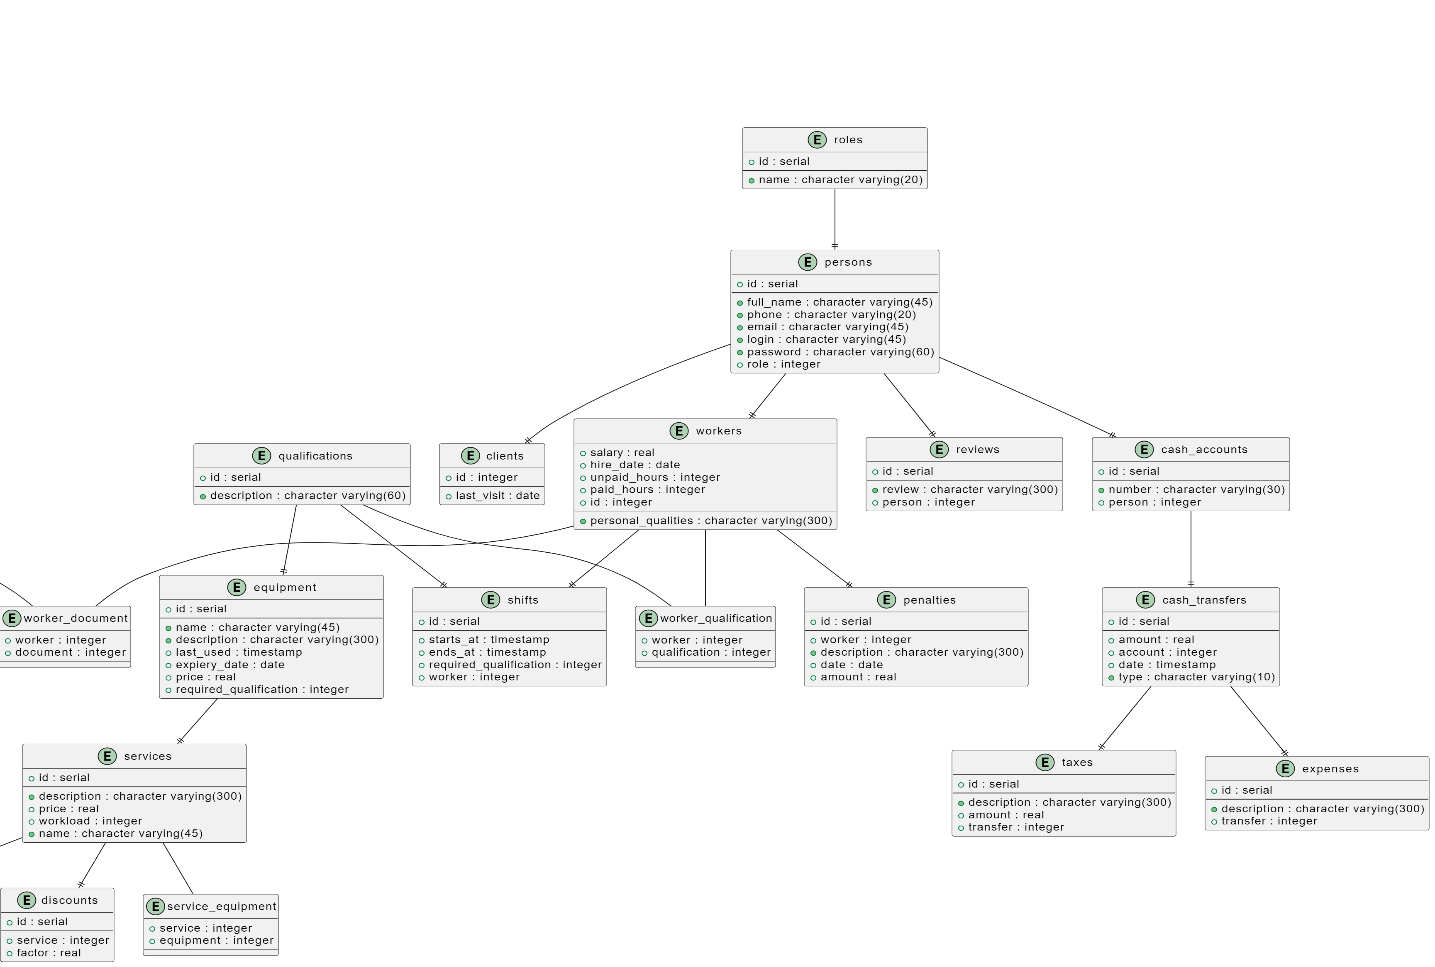 E roles
id : serial
name : character varying(20)
E persons
id : serial
full_name : character varying(45)
phone : character varying(20)
email : character varying(45)
login : character varying(45)
password : character varying(60)
role : integer
E qualifications
id : serial
description : character varying(60)
E clients
id : integer
last_visit : date
E workers
salary : real
hire_date : date
unpaid_hours : integer
paid_hours : integer
id : integer
personal_qualities : character varying(300)
E reviews
id : serial
review : character varying(300)
person : integer
E cash_accounts
id : serial
number : character varying(30)
person : integer
E worker_document
worker : integer
document : integer
E equipment
id : serial
name : character varying(45)
description : character varying(300)
last_used : timestamp
expiery_date : date
price : real
required_qualification : integer
E shifts
id : serial
starts_at : timestamp
ends_at : timestamp
required_qualification : integer
worker : integer
E worker_qualification
worker : integer
qualification : integer
E penalties
id : serial
worker : integer
description : character varying(300)
date : date
amount : real
E cash_transfers
id : serial
amount : real
account : integer
date : timestamp
type : character varying(10)
E services
id : serial
description : character varying(300)
price : real
workload : integer
name : character varying(45)
E taxes
id : serial
description : character varying(300)
amount : real
transfer : integer
E expenses
id : serial
description : character varying(300)
transfer : integer
E discounts
id : serial
service : integer
factor : real
E service_equipment
service : integer
equipment : integer